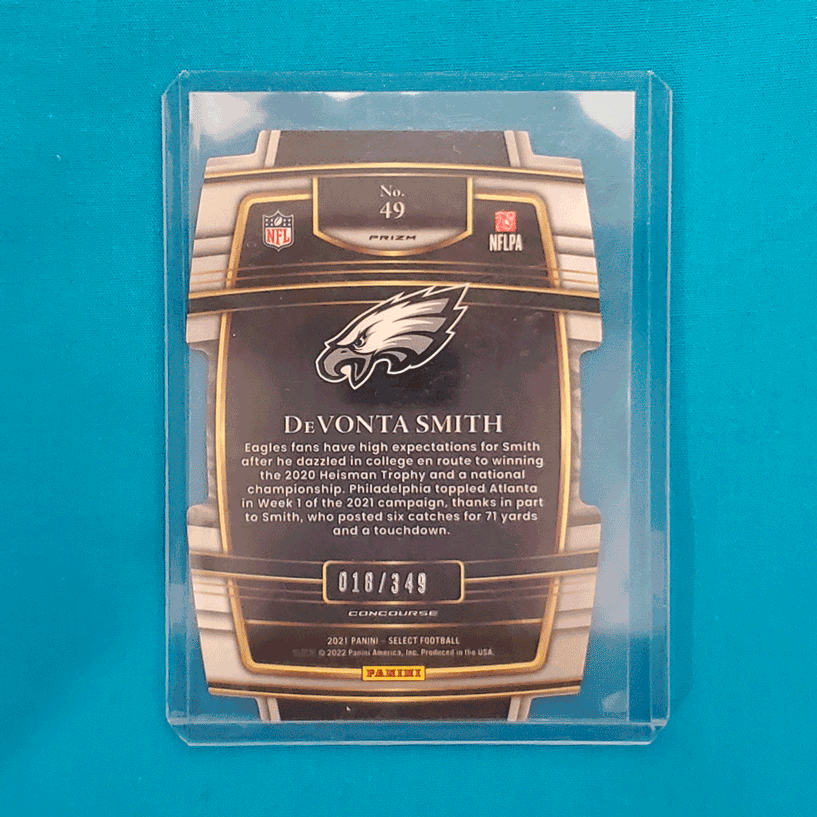 No.
49
PRIZM
NFL
NFLPA
DeVONTA SMITH
Eagles fans have high expectations for Smith
after he dazzled in college en route to winning
the 2020 Heisman Trophy and a national
championship. Philadelphia toppled Atlanta
in Week 1 of the 2021 campaign, thanks in part
to Smith, who posted six catches for 71 yards
and a touchdown.
016/349
CONCOURSE
2021 PANINI – SELECT FOOTBALL
© 2022 Panini America, Inc. Produced in the USA.
PANINI